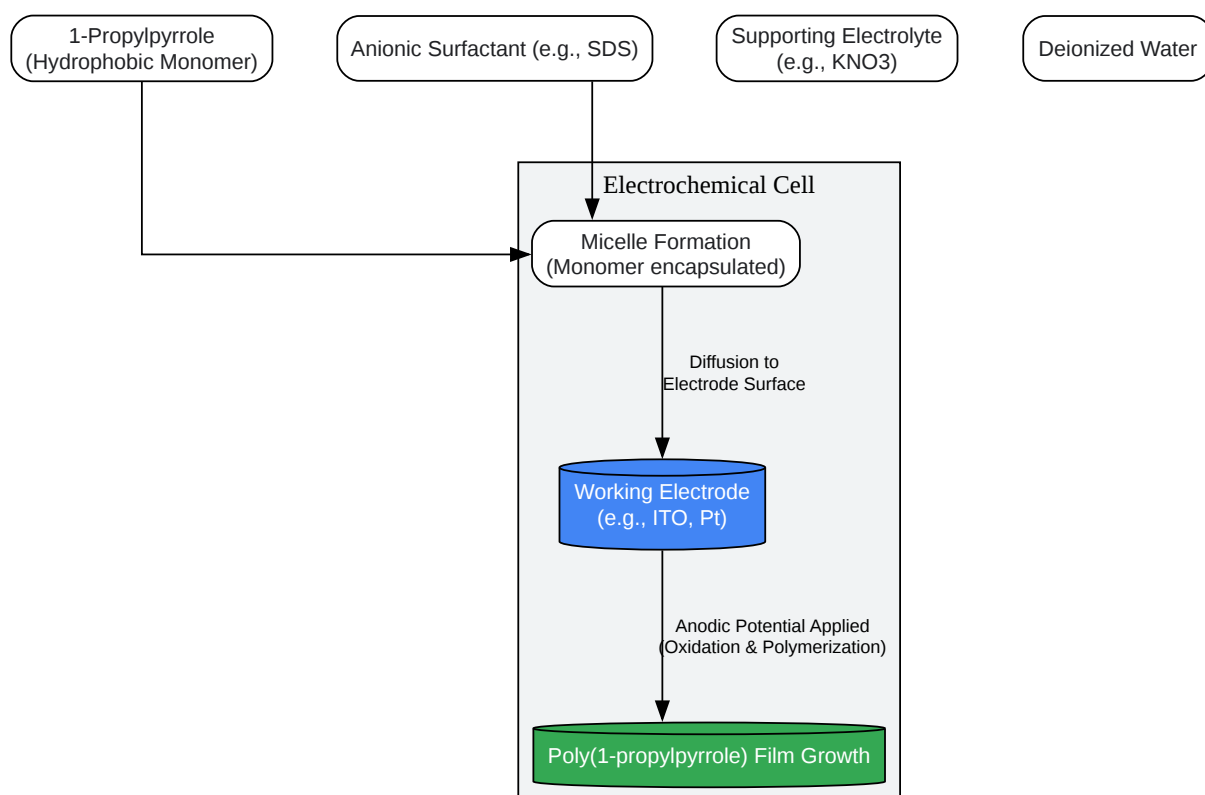 1-Propylpyrrole
(Hydrophobic Monomer)
Anionic Surfactant (e.g., SDS)
Supporting Electrolyte
(e.g., KNO3)
Deionized Water
Electrochemical Cell
Micelle Formation
(Monomer encapsulated)
Diffusion to
Electrode Surface
Working Electrode
(e.g., ITO, Pt)
Anodic Potential Applied
(Oxidation & Polymerization)
Poly(1-propylpyrrole) Film Growth